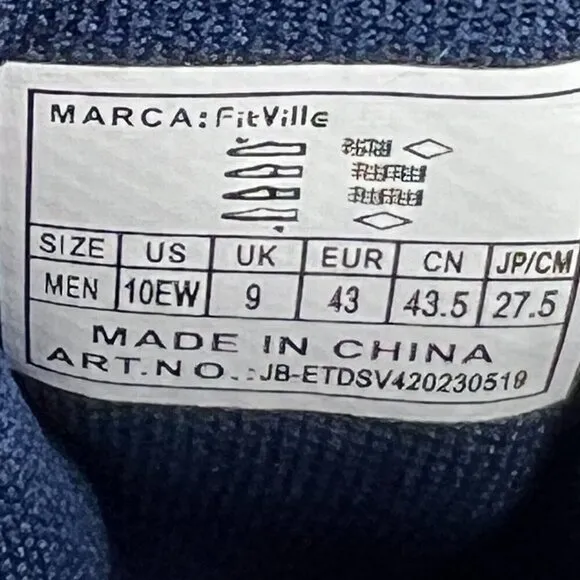 MARCA: FitVille
SIZE US UK EUR CN JP/CM
MEN 10EW 9 43 43.5 27.5
MADE IN CHINA
ART.NO.:JB-ETDSV420230519